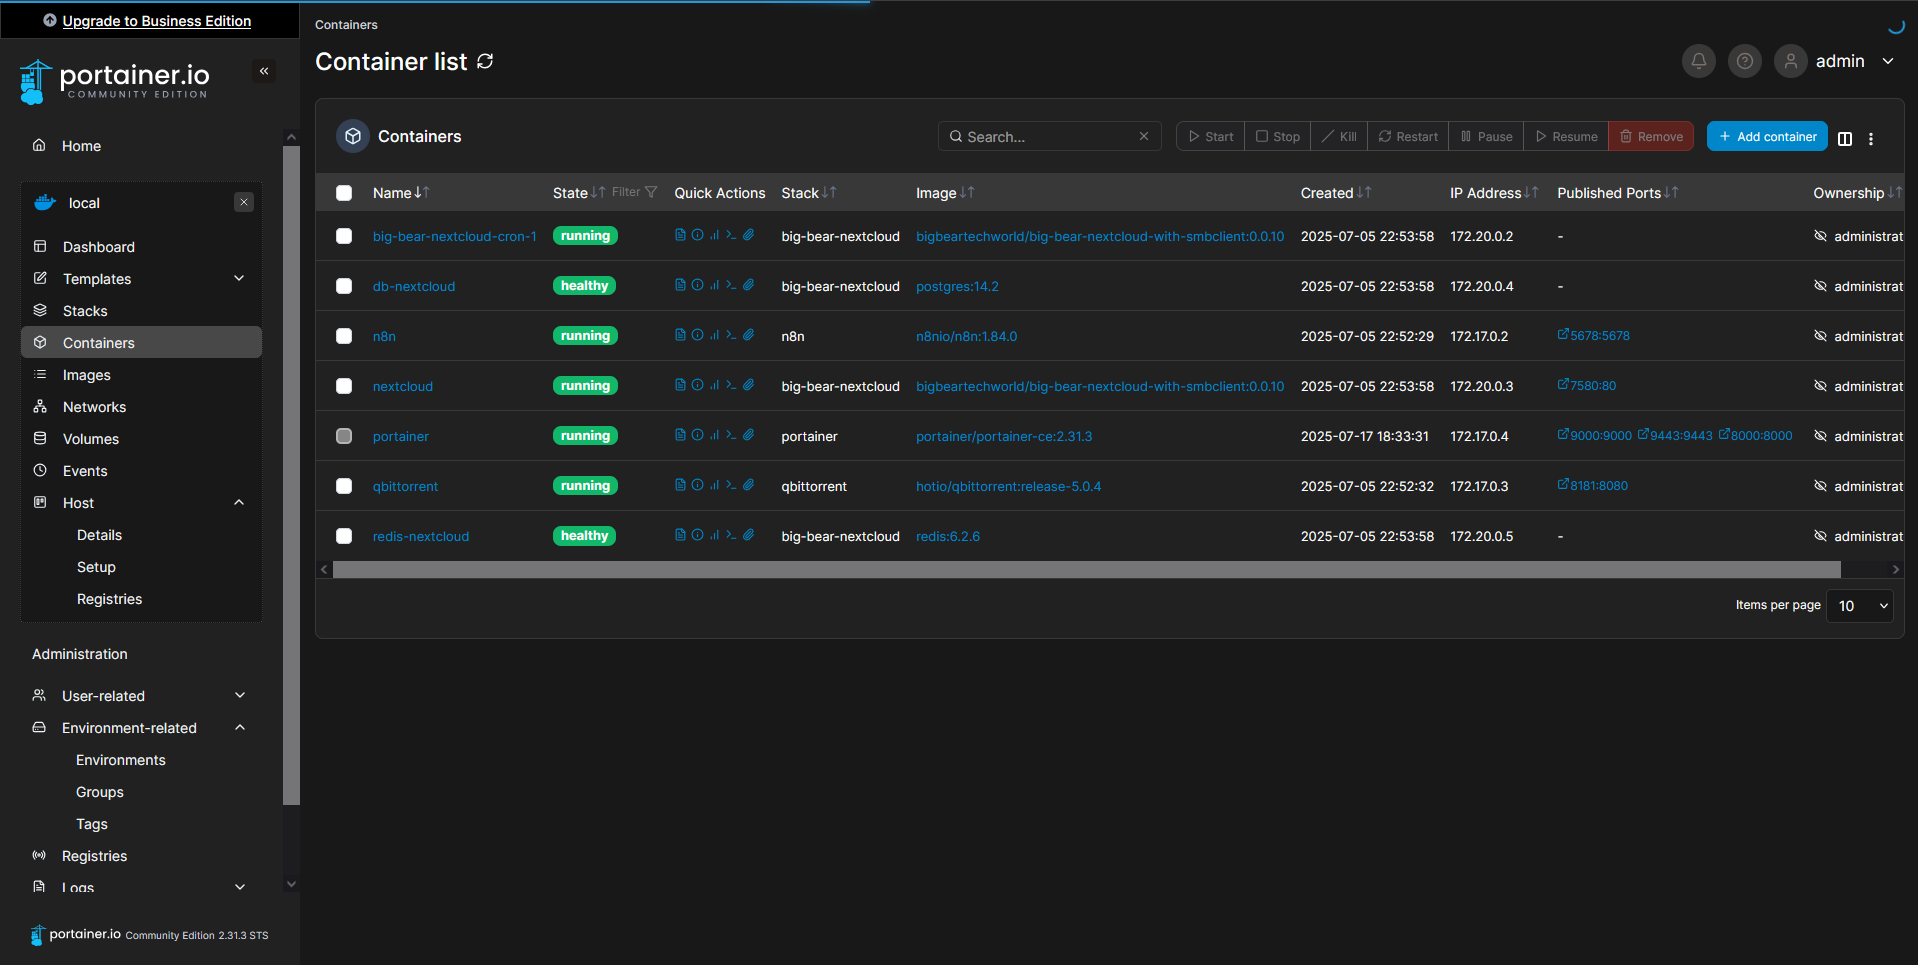 Upgrade to Business Edition
portainer.io
COMMUNITY EDITION
Home
local
Dashboard
Templates
Stacks
Containers
Images
Networks
Volumes
Events
Host
Details
Setup
Registries
Administration
User-related
Environment-related
Environments
Groups
Tags
Registries
Logs
portainer.io Community Edition 2.31.3 STS
Containers
Container list
admin
Containers
Search...
Start Stop Kill Restart Pause Resume Remove
Add container
Name State Filter Quick Actions Stack Image Created IP Address Published Ports Ownership
big-bear-nextcloud-cron-1 running big-bear-nextcloud bigbeartechworld/big-bear-nextcloud-with-smbclient:0.0.10 2025-07-05 22:53:58 172.20.0.2 - administrat
db-nextcloud healthy big-bear-nextcloud postgres:14.2 2025-07-05 22:53:58 172.20.0.4 - administrat
n8n running n8n n8nio/n8n:1.84.0 2025-07-05 22:52:29 172.17.0.2 5678:5678 administrat
nextcloud running big-bear-nextcloud bigbeartechworld/big-bear-nextcloud-with-smbclient:0.0.10 2025-07-05 22:53:58 172.20.0.3 7580:80 administrat
portainer running portainer portainer/portainer-ce:2.31.3 2025-07-17 18:33:31 172.17.0.4 9000:9000 9443:9443 8000:8000 administrat
qbittorrent running qbittorrent hotio/qbittorrent:release-5.0.4 2025-07-05 22:52:32 172.17.0.3 8181:8080 administrat
redis-nextcloud healthy big-bear-nextcloud redis:6.2.6 2025-07-05 22:53:58 172.20.0.5 - administrat
Items per page 10